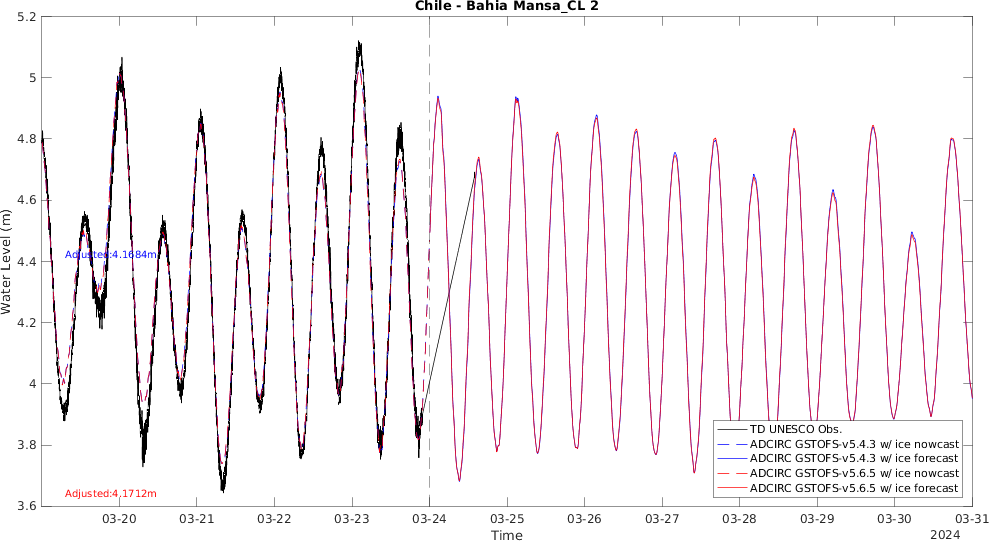 Chile - Bahia Mansa_CL 2
5.2
5
4.8
4.6
4.4
4.2
4
3.8
3.6
Water Level (m)
Adjusted:4.1684m
Adjusted:4.1712m
TD UNESCO Obs.
ADCIRC GSTOFS-v5.4.3 w/ ice nowcast
ADCIRC GSTOFS-v5.4.3 w/ ice forecast
ADCIRC GSTOFS-v5.6.5 w/ ice nowcast
ADCIRC GSTOFS-v5.6.5 w/ ice forecast
03-20 03-21 03-22 03-23 03-24 03-25 03-26 03-27 03-28 03-29 03-30 03-31
Time
2024